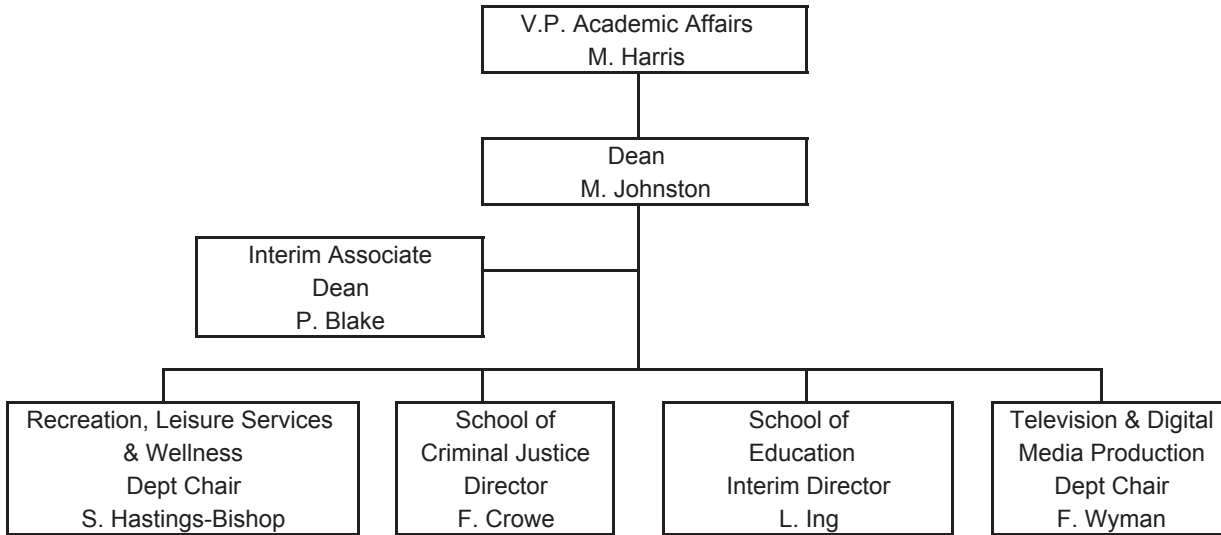 V.P. Academic Affairs
M. Harris
Dean
M. Johnston
Interim Associate
Dean
P. Blake
Recreation, Leisure Services
& Wellness
Dept Chair
S. Hastings-Bishop
School of
Criminal Justice
Director
F. Crowe
School of
Education
Interim Director
L. Ing
Television & Digital
Media Production
Dept Chair
F. Wyman